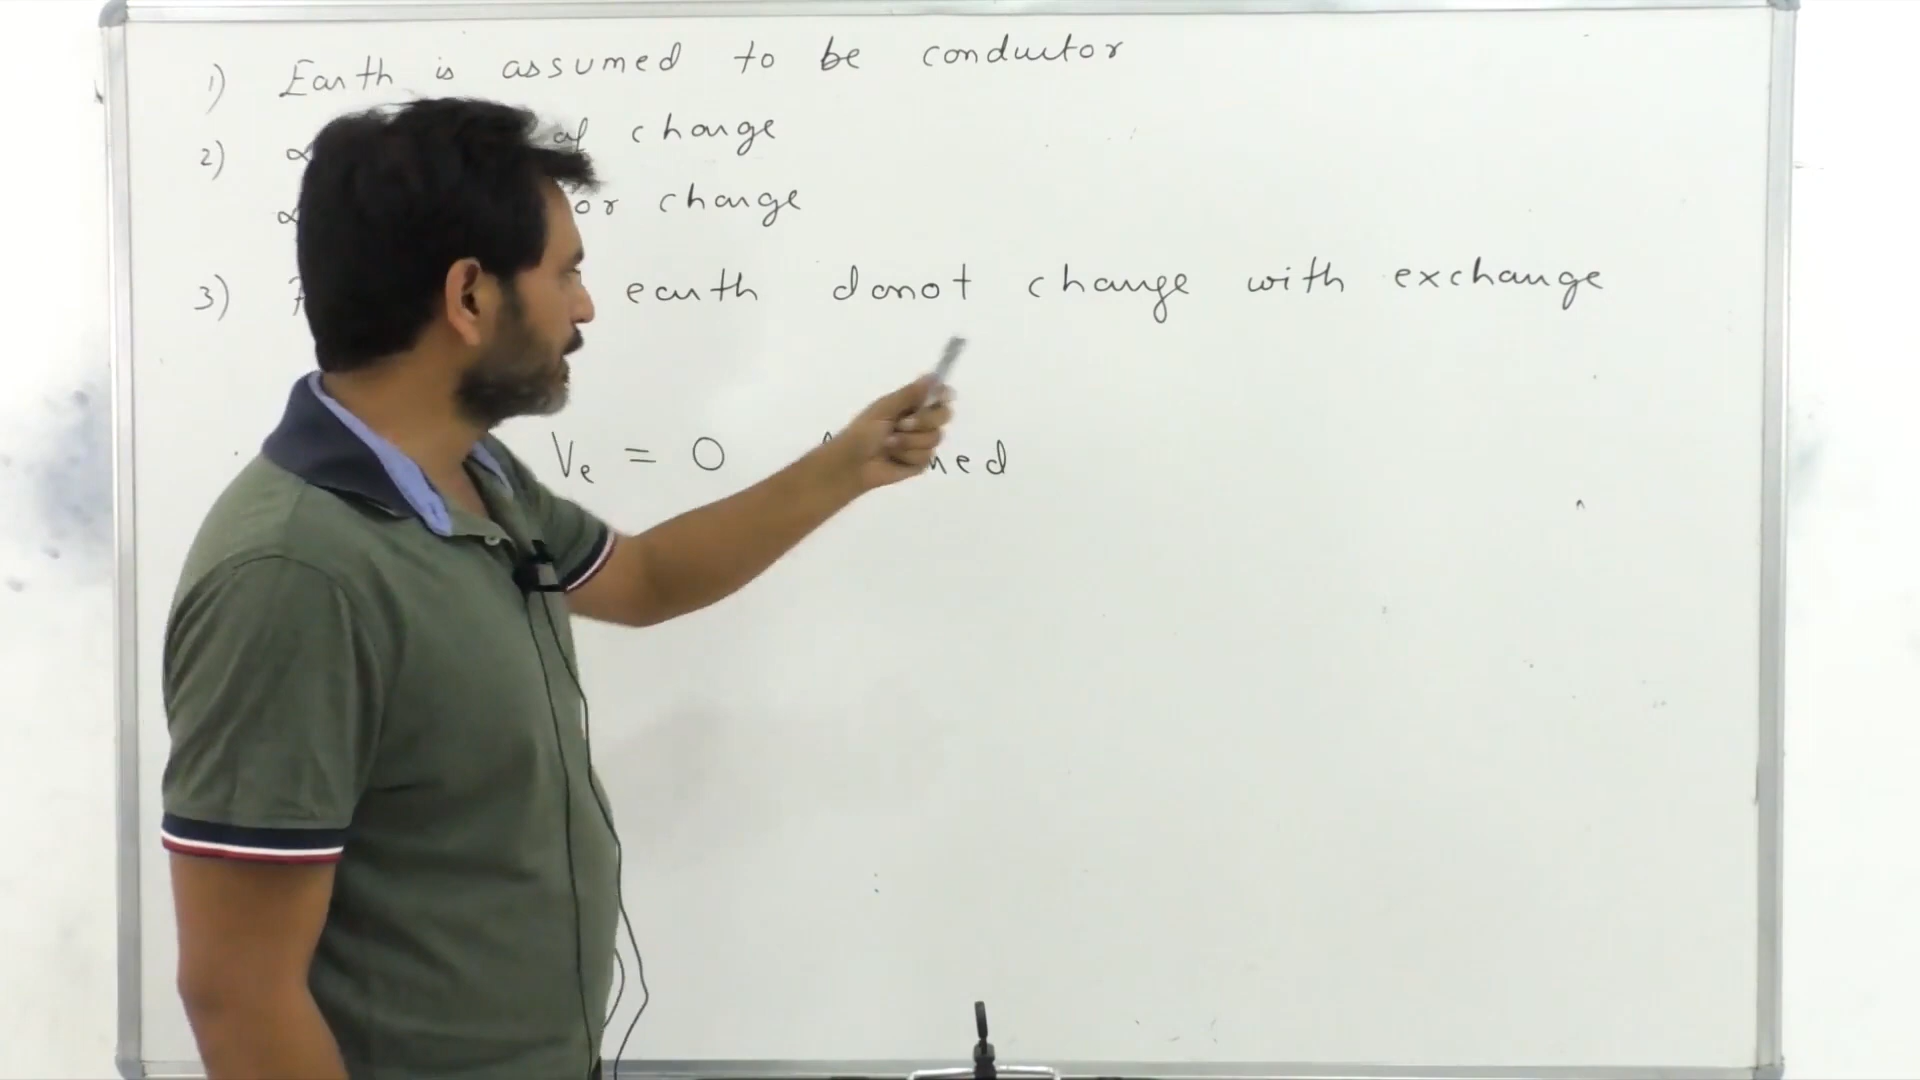 1) Earth is assumed to be conductor
2) of charge
or charge
3) earth donot change with exchange
Ve = 0